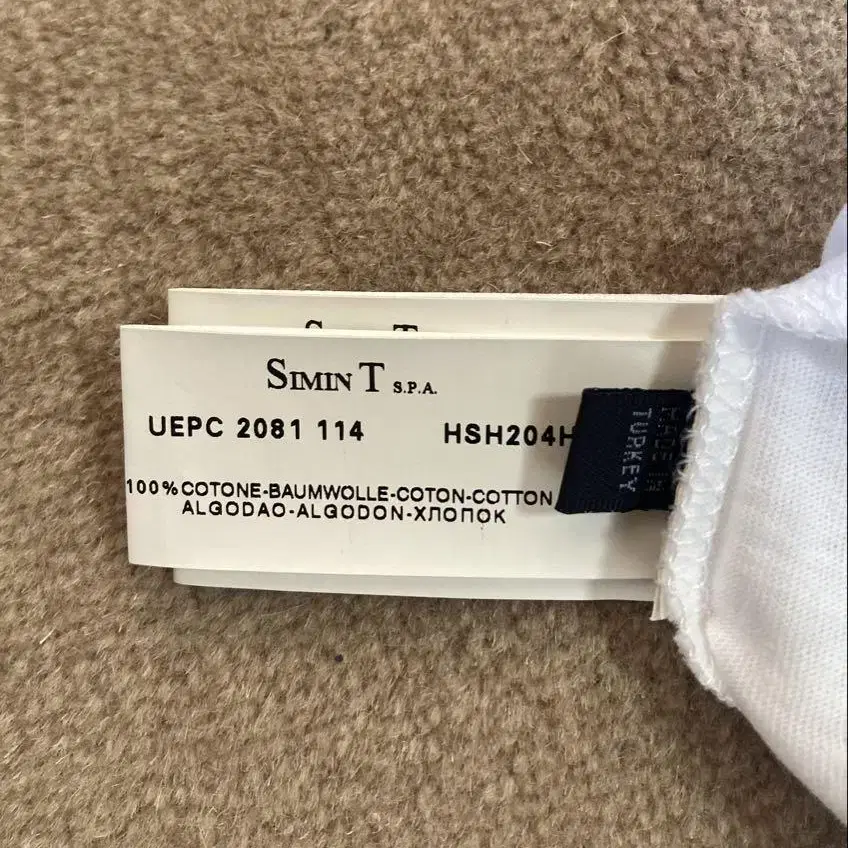 SIMIN T S.P.A.
UEPC 2081 114 HSH204H
100% COTONE-BAUMWOLLE-COTON-COTTON
ALGODAO-ALGODON-ХЛОПОК
MADE IN
TURKEY